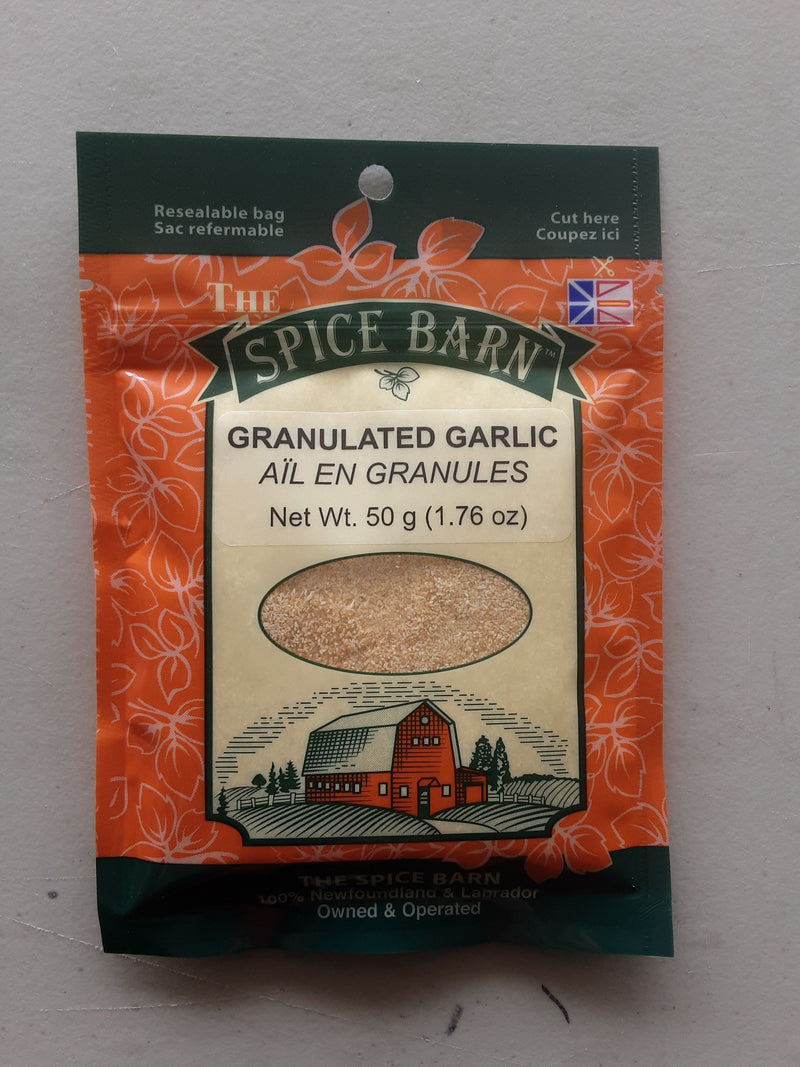 Resealable bag
Sac refermable
Cut here
Coupez ici
THE
SPICE BARN™
GRANULATED GARLIC
AÏL EN GRANULES
Net Wt. 50 g (1.76 oz)
THE SPICE BARN
100% Newfoundland & Labrador
Owned & Operated